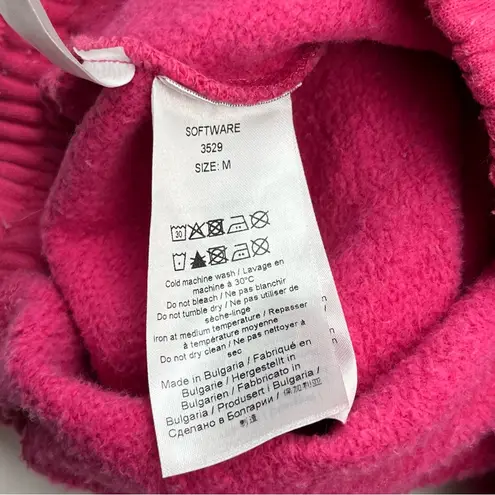 SOFTWARE
3529
SIZE: M
30
Cold machine wash / Lavage en
machine à 30°C
Do not bleach / Ne pas blanchir
Do not tumble dry / Ne pas utiliser de
sèche-linge
Iron at medium temperature / Repasser
à température moyenne
Do not dry clean / Ne pas nettoyer à
sec
Made in Bulgaria / Fabriqué en
Bulgarie / Hergestellt in
Bulgarien / Fabbricato in
Bulgaria / Produsert i Bulgaria /
Сделано в Болгарии /
製造